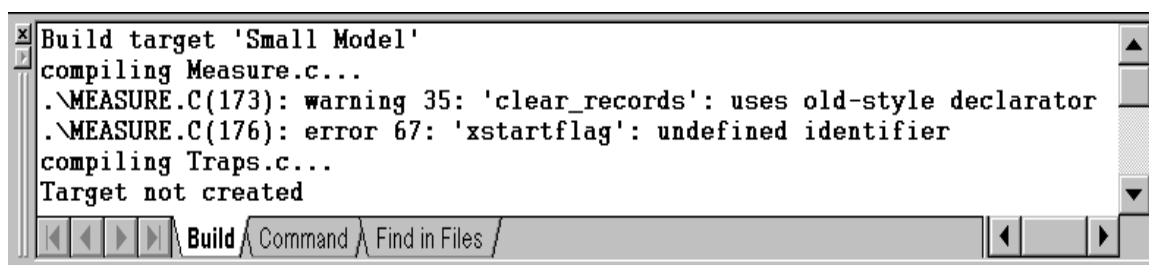 Build target 'Small Model'
compiling Measure.c...
.\MEASURE.C(173): warning 35: 'clear_records': uses old-style declarator
.\MEASURE.C(176): error 67: 'xstartflag': undefined identifier
compiling Traps.c...
Target not created
Build Command Find in Files